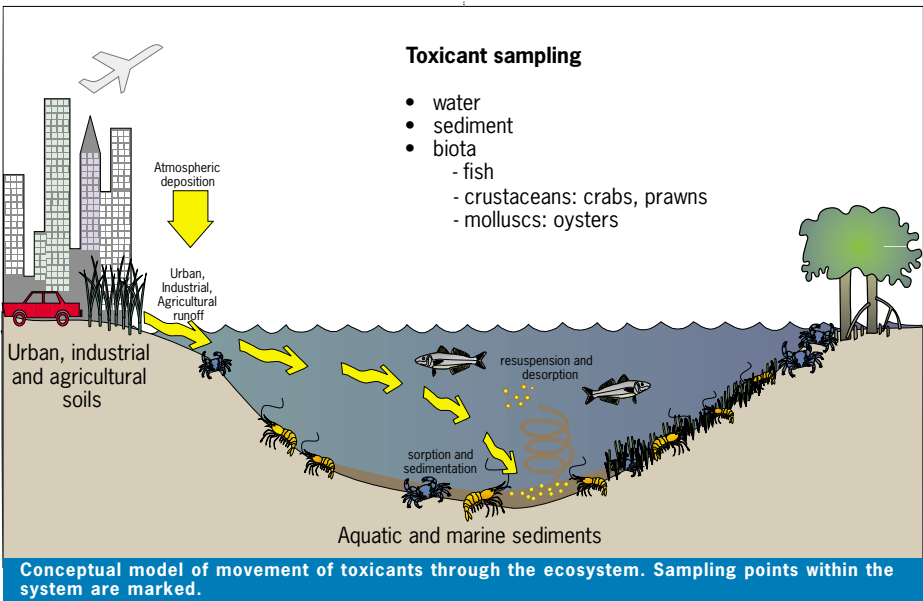 Toxicant sampling
• water
• sediment
• biota
- fish
- crustaceans: crabs, prawns
- molluscs: oysters
Atmospheric
deposition
Urban,
Industrial,
Agricultural
runoff
Urban, industrial
and agricultural
soils
resuspension and
desorption
sorption and
sedimentation
Aquatic and marine sediments
Conceptual model of movement of toxicants through the ecosystem. Sampling points within the
system are marked.